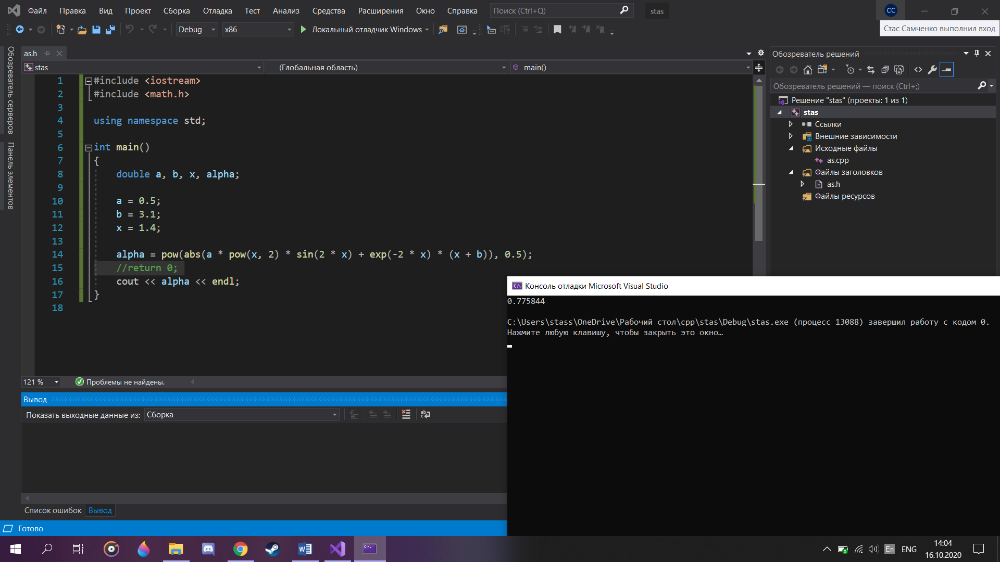 Файл Правка Вид Проект Сборка Отладка Тест Анализ Средства Расширения Окно Справка Поиск (Ctrl+Q) stas CC
Debug x86 Локальный отладчик Windows
Стас Самченко выполнил вход
Обозреватель серверов
Панель элементов
as.h
stas (Глобальная область) main()
1 #include <iostream>
2 #include <math.h>
3
4 using namespace std;
5
6 int main()
7 {
8 double a, b, x, alpha;
9
10 a = 0.5;
11 b = 3.1;
12 x = 1.4;
13
14 alpha = pow(abs(a * pow(x, 2) * sin(2 * x) + exp(-2 * x) * (x + b)), 0.5);
15 //return 0;
16 cout << alpha << endl;
17 }
18
121 % Проблемы не найдены.
Обозреватель решений
Обозреватель решений — поиск (Ctrl+;)
Решение "stas" (проекты: 1 из 1)
stas
Ссылки
Внешние зависимости
Исходные файлы
as.cpp
Файлы заголовков
as.h
Файлы ресурсов
C:\ Консоль отладки Microsoft Visual Studio
0.775844
C:\Users\stass\OneDrive\Рабочий стол\cpp\stas\Debug\stas.exe (процесс 13088) завершил работу с кодом 0.
Нажмите любую клавишу, чтобы закрыть это окно…
Вывод
Показать выходные данные из: Сборка
Список ошибок Вывод
Готово
En ENG 14:04
16.10.2020